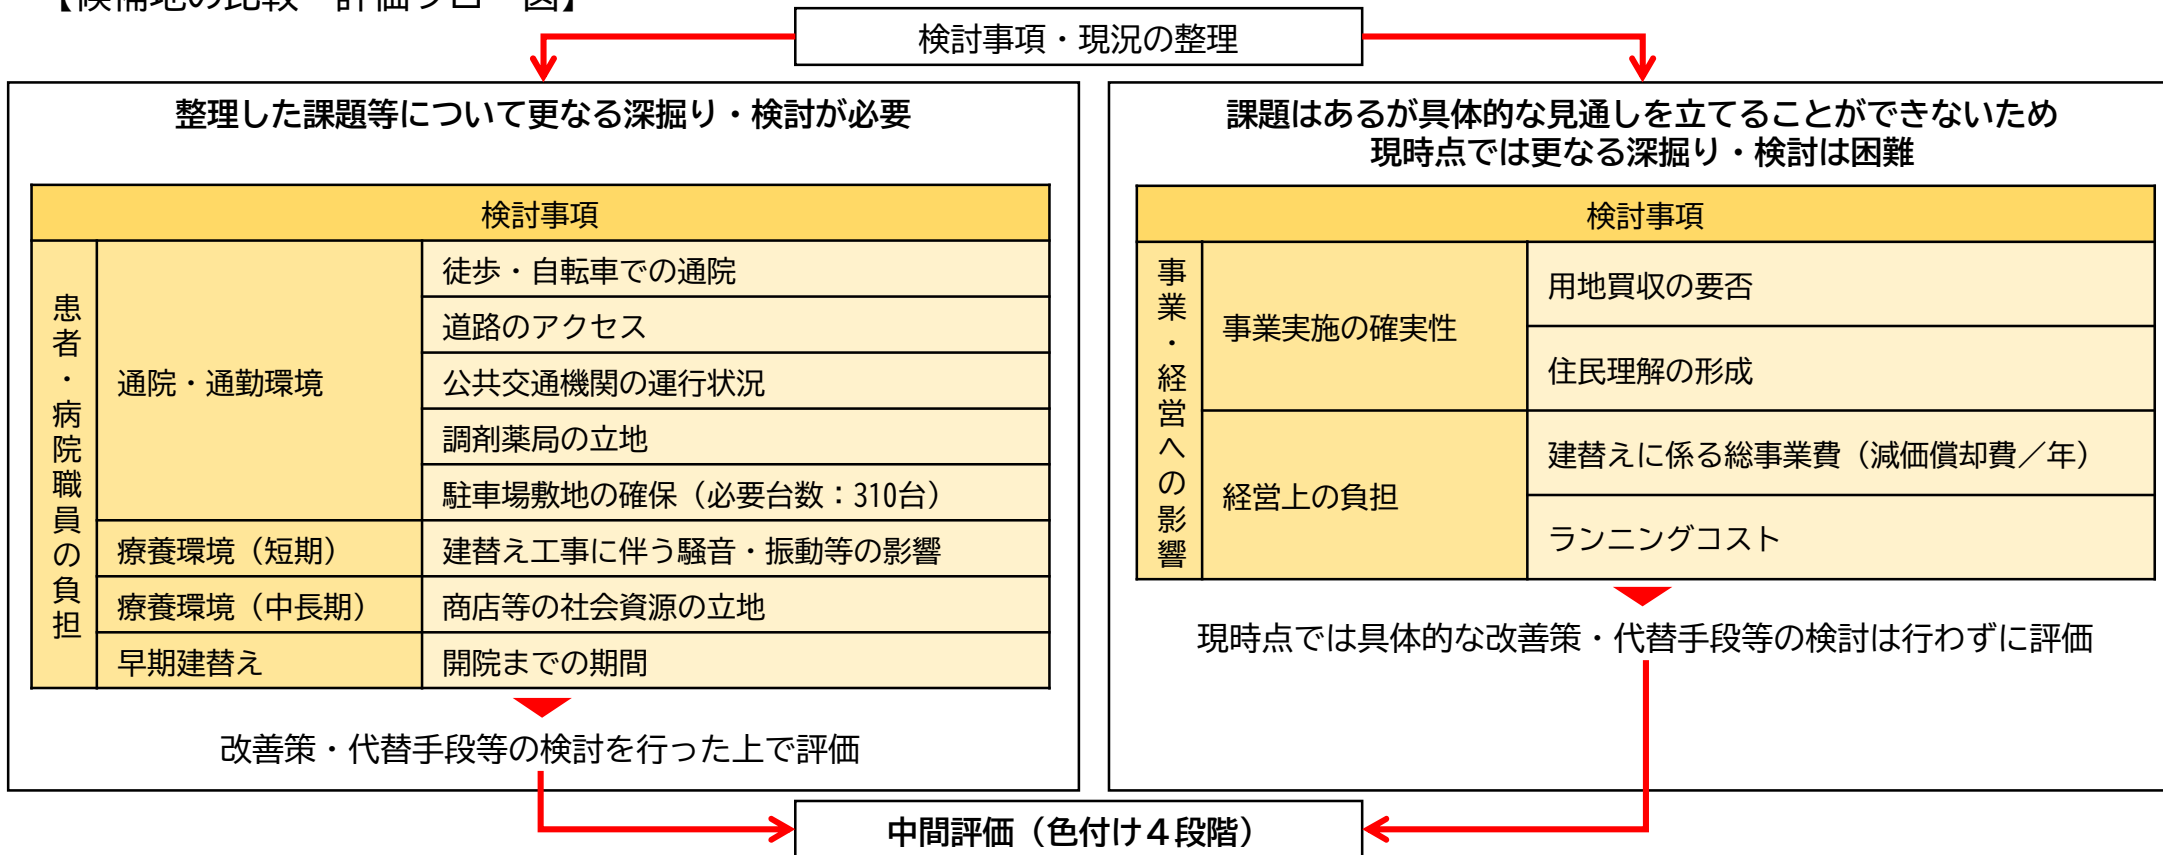 検討事項・現況の整理
整理した課題等について更なる深掘り・検討が必要
検討事項
患者・病院職員の負担
通院・通勤環境
徒歩・自転車での通院
道路のアクセス
公共交通機関の運行状況
調剤薬局の立地
駐車場敷地の確保（必要台数：310台）
療養環境（短期）
建替え工事に伴う騒音・振動等の影響
療養環境（中長期）
商店等の社会資源の立地
早期建替え
開院までの期間
改善策・代替手段等の検討を行った上で評価
課題はあるが具体的な見通しを立てることができないため
現時点では更なる深掘り・検討は困難
検討事項
事業・経営への影響
事業実施の確実性
用地買収の要否
住民理解の形成
経営上の負担
建替えに係る総事業費（減価償却費／年）
ランニングコスト
現時点では具体的な改善策・代替手段等の検討は行わずに評価
中間評価（色付け４段階）